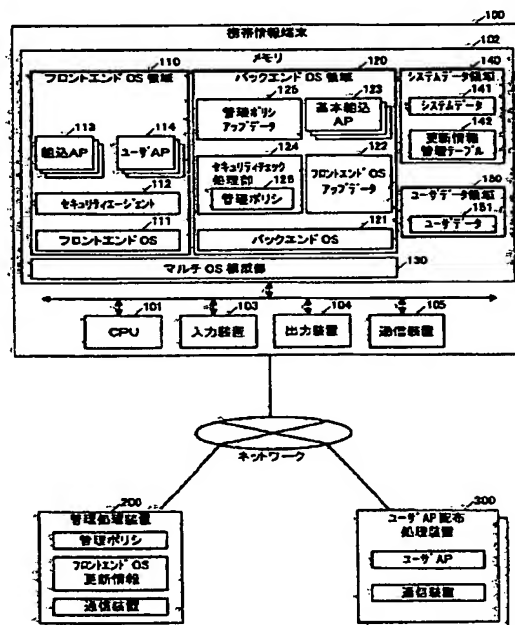 100
携帯情報端末
102
メモリ
110
フロントエンドOS領域
120
バックエンドOS領域
140
システムデータ領域
141
システムデータ
142
更新情報
管理テーブル
125
管理ポリシ
アップデータ
123
基本組込
AP
113
組込AP
114
ユーザAP
124
セキュリティチェック
処理部
126
管理ポリシ
122
フロントエンドOS
アップデータ
150
ユーザデータ領域
151
ユーザデータ
112
セキュリティエージェント
111
フロントエンドOS
121
バックエンドOS
130
マルチOS構成部
101
CPU
103
入力装置
104
出力装置
105
通信装置
ネットワーク
200
管理処理装置
管理ポリシ
フロントエンドOS
更新情報
通信装置
300
ユーザAP配布
処理装置
ユーザAP
通信装置